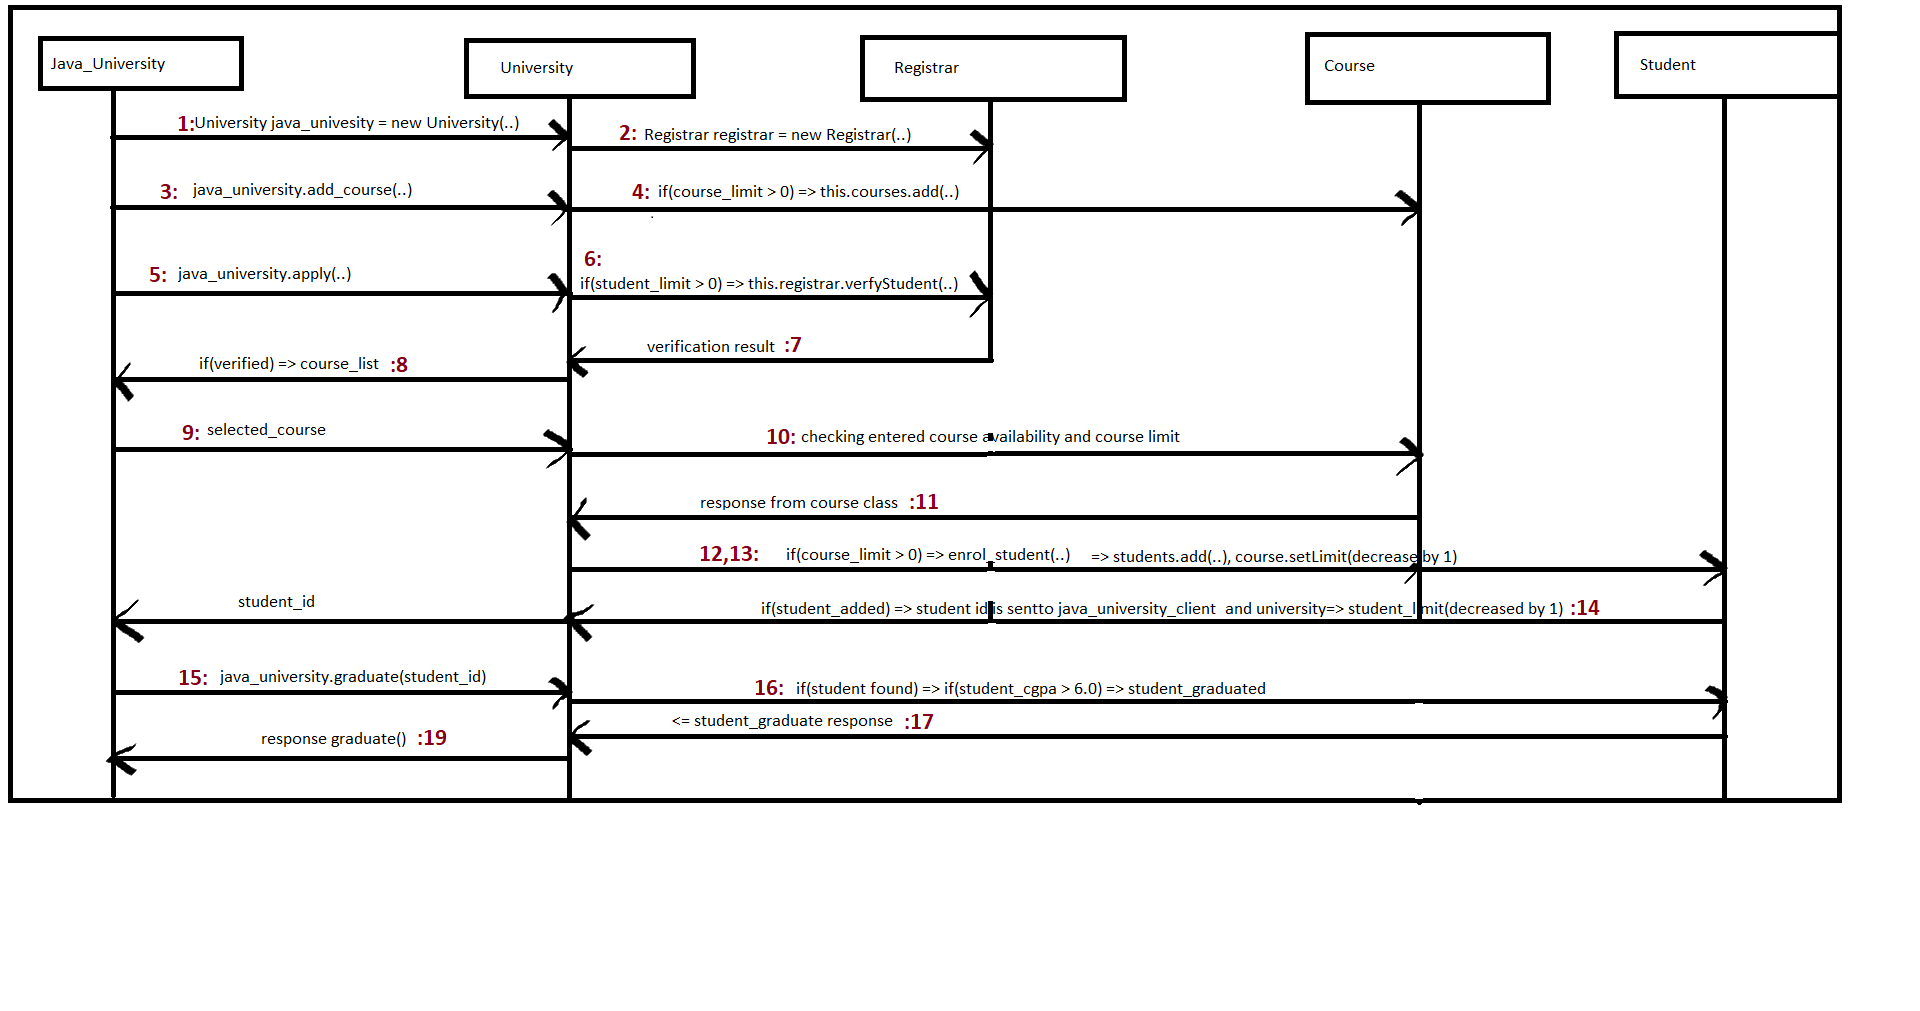 Java_University
University
Registrar
Course
Student
1:University java_univesity = new University(..)
2: Registrar registrar = new Registrar(..)
3: java_university.add_course(..)
4: if(course_limit > 0) => this.courses.add(..)
5: java_university.apply(..)
6:
if(student_limit > 0) => this.registrar.verfyStudent(..)
verification result :7
if(verified) => course_list :8
9: selected_course
10: checking entered course availability and course limit
response from course class :11
12,13: if(course_limit > 0) => enrol_student(..) => students.add(..), course.setLimit(decrease by 1)
student_id
if(student_added) => student id is sentto java_university_client and university=> student_limit(decreased by 1) :14
15: java_university.graduate(student_id)
16: if(student found) => if(student_cgpa > 6.0) => student_graduated
<= student_graduate response :17
response graduate() :19